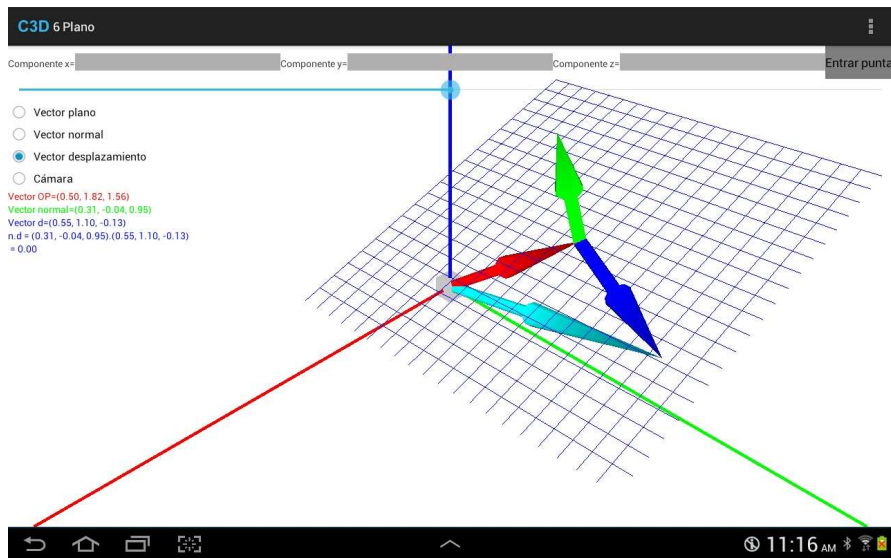 C3D 6 Plano
Componente x= Componente y= Componente z= Entrar punta
Vector plano
Vector normal
Vector desplazamiento
Cámara
Vector OP=(0.50, 1.82, 1.56)
Vector normal=(0.31, -0.04, 0.95)
Vector d=(0.55, 1.10, -0.13)
n.d = (0.31, -0.04, 0.95).(0.55, 1.10, -0.13)
= 0.00
11:16 AM